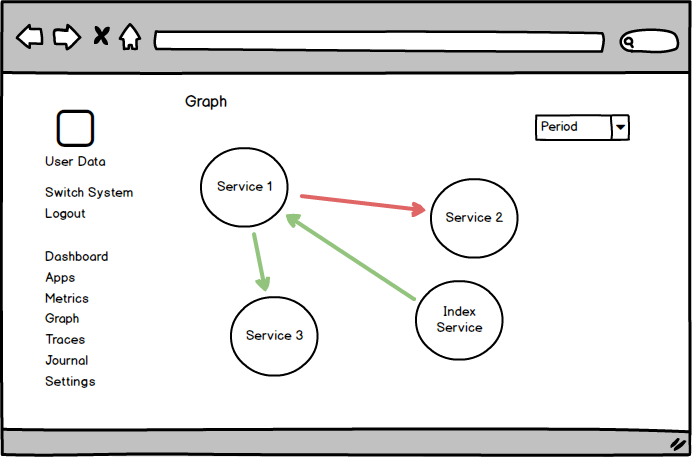 Graph
Period
User Data
Switch System
Logout
Dashboard
Apps
Metrics
Graph
Traces
Journal
Settings
Service 1
Service 2
Service 3
Index
Service